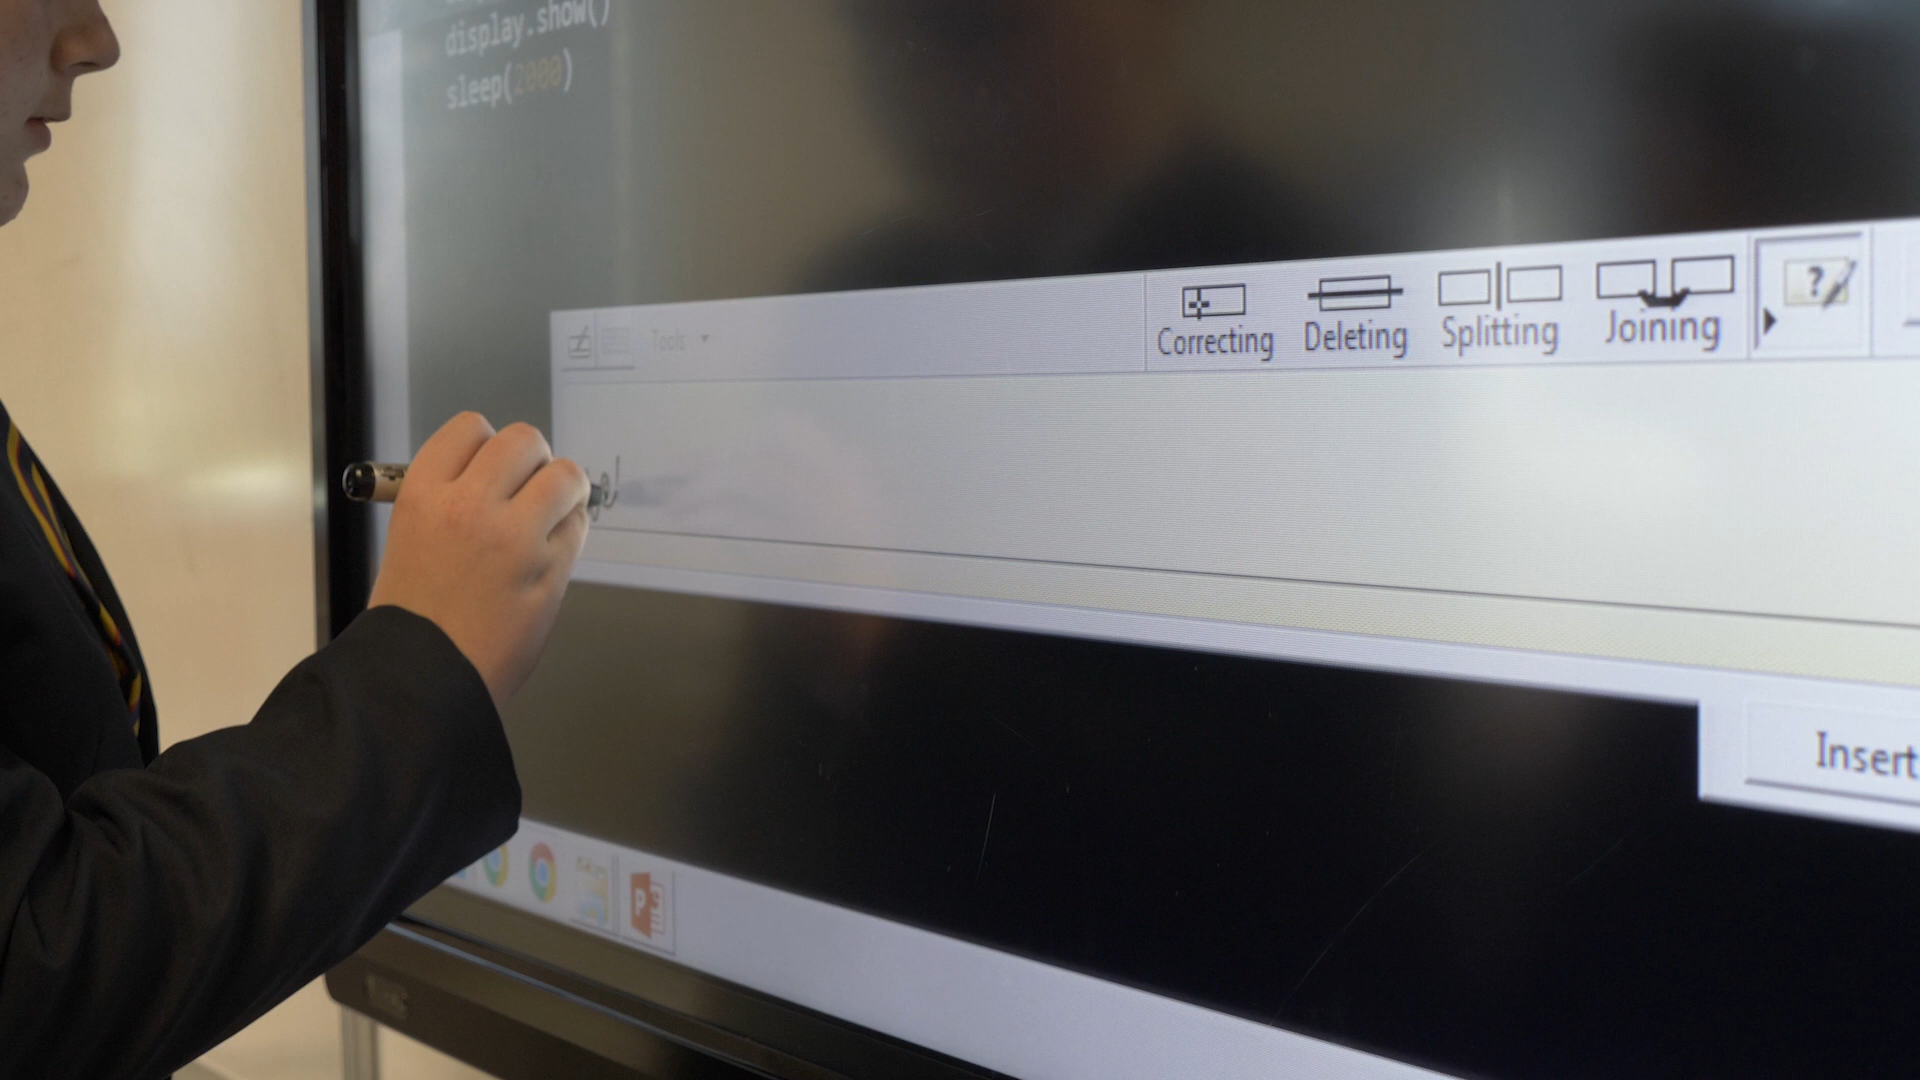 display.show()
sleep(2000)
Tools
Correcting Deleting Splitting Joining
Insert